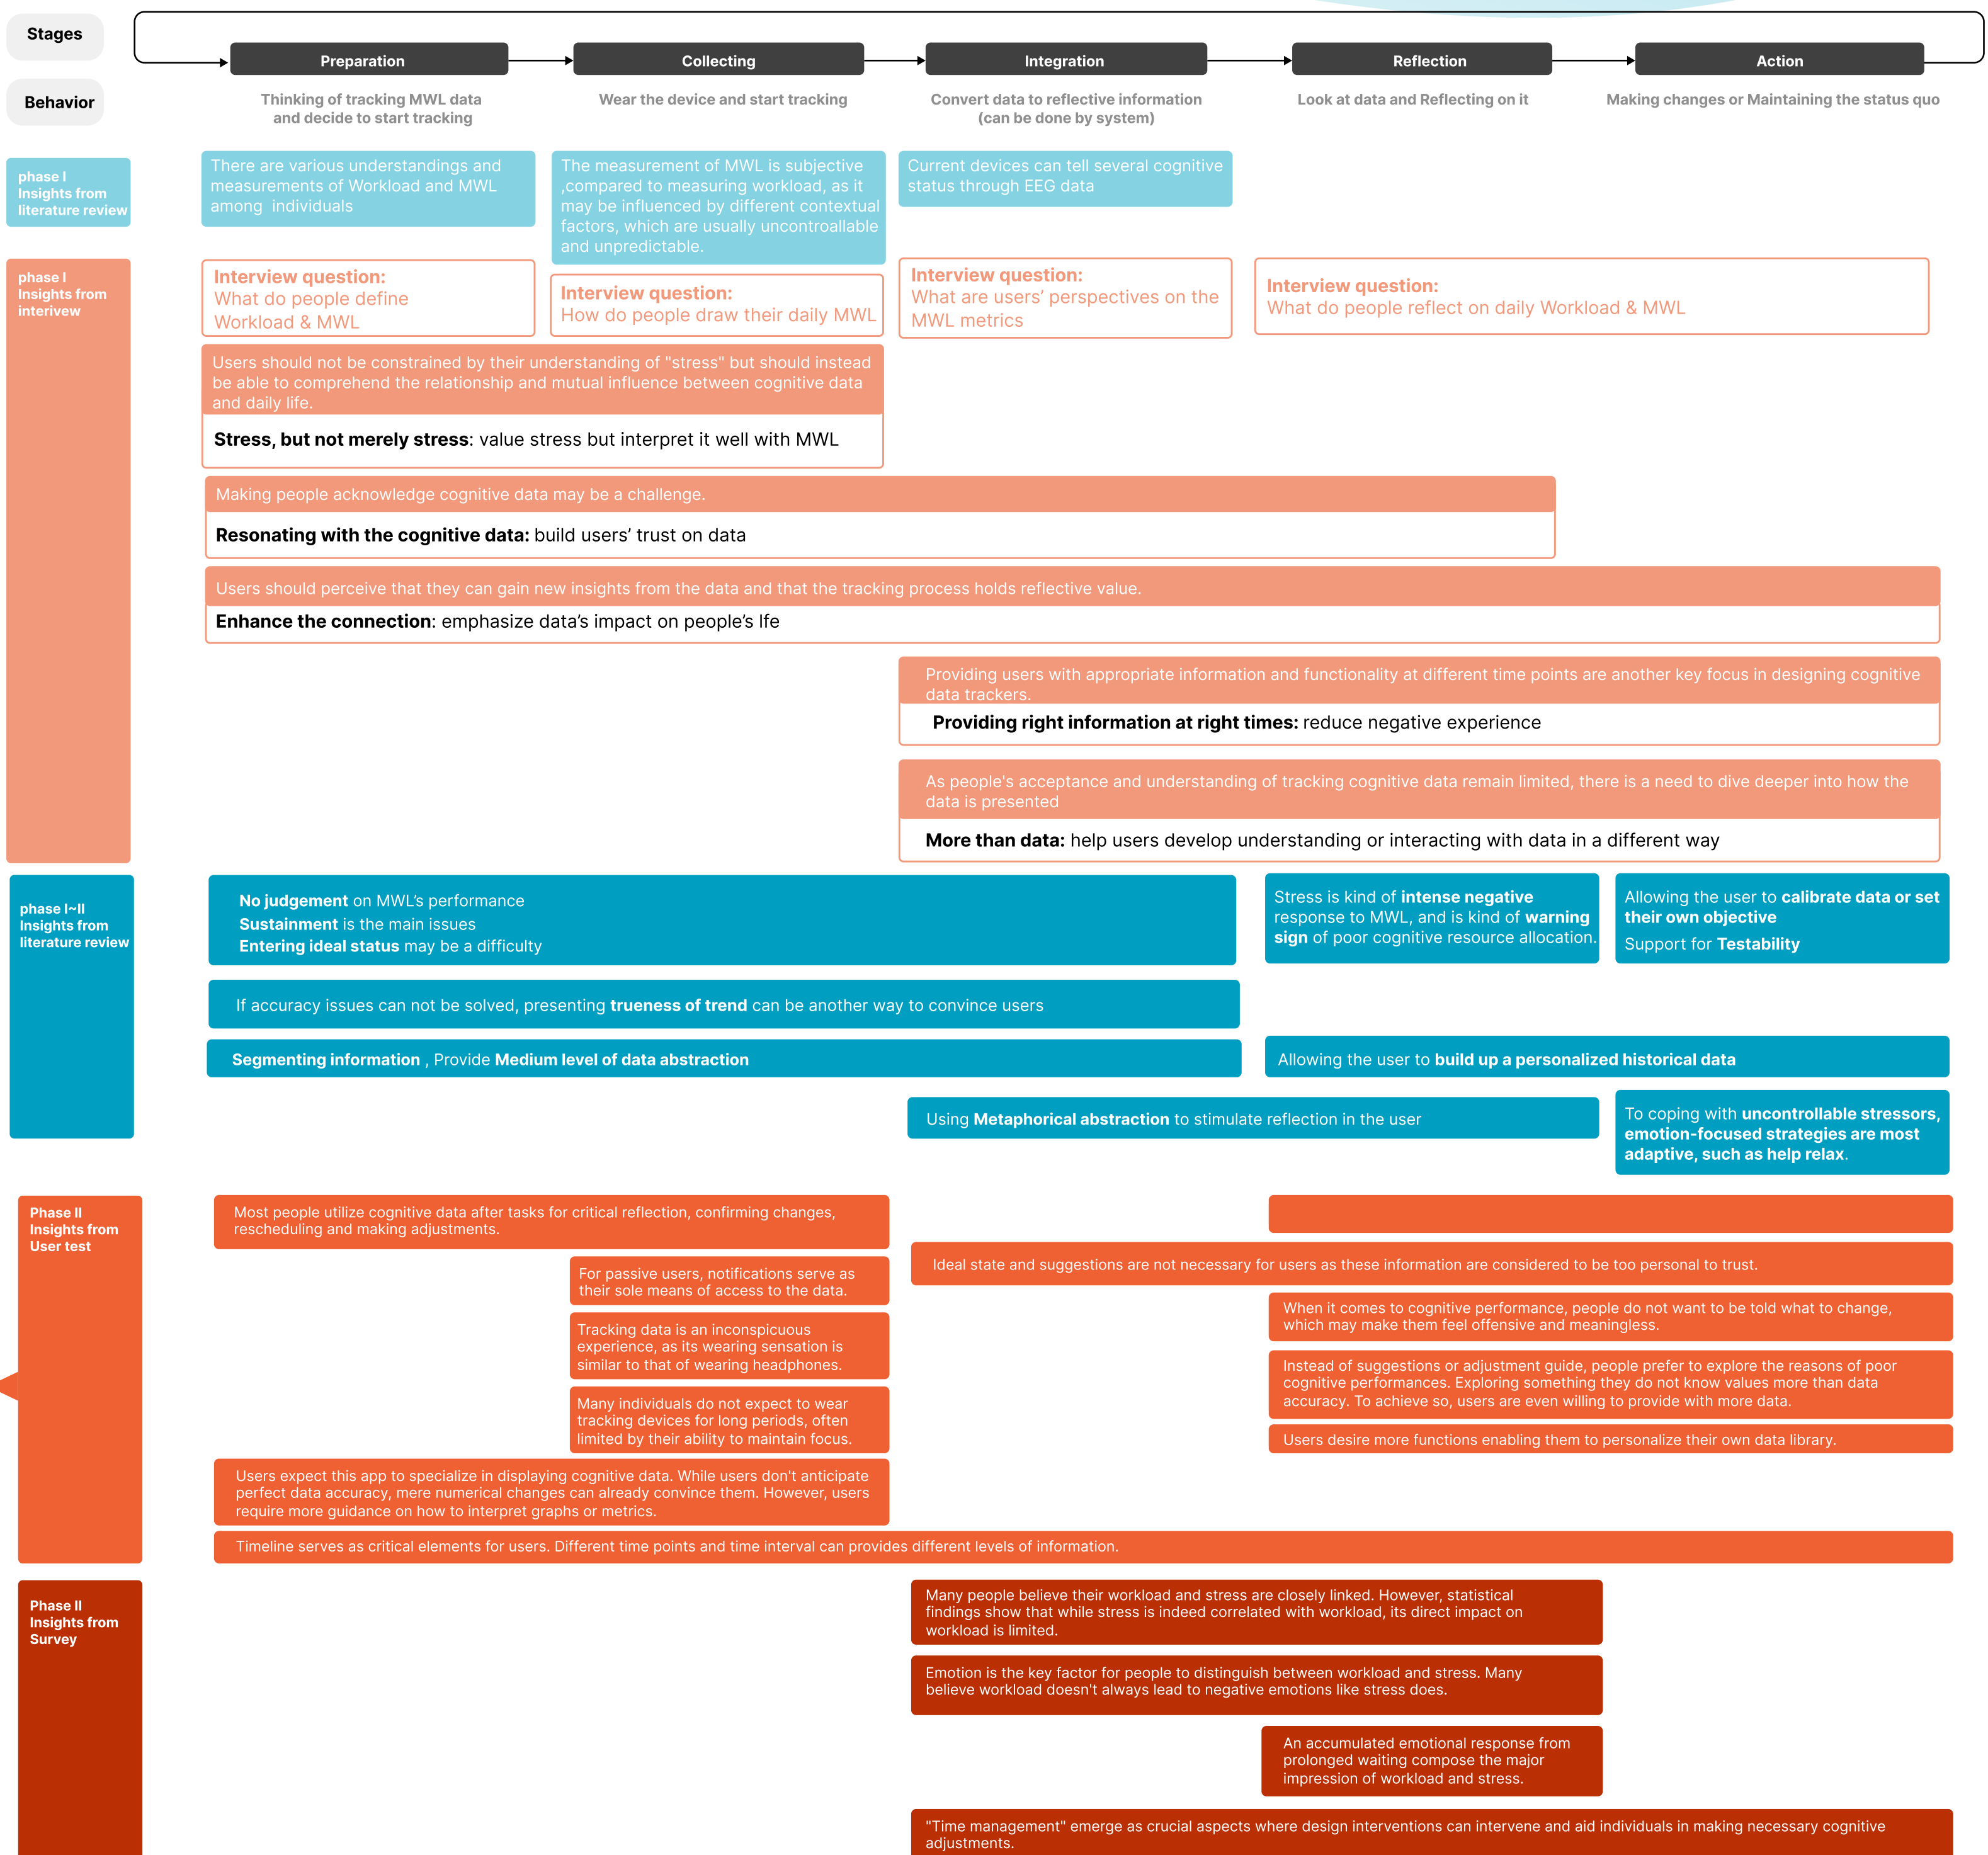 Stages
Preparation
Collecting
Integration
Reflection
Action
Behavior
Thinking of tracking MWL data
and decide to start tracking
Wear the device and start tracking
Convert data to reflective information
(can be done by system)
Look at data and Reflecting on it
Making changes or Maintaining the status quo
phase I
Insights from
literature review
There are various understandings and
measurements of Workload and MWL
among individuals
The measurement of MWL is subjective
,compared to measuring workload, as it
may be influenced by different contextual
factors, which are usually uncontroallable
and unpredictable.
Current devices can tell several cognitive
status through EEG data
phase I
Insights from
interivew
Interview question:
What do people define
Workload & MWL
Interview question:
How do people draw their daily MWL
Interview question:
What are users’ perspectives on the
MWL metrics
Interview question:
What do people reflect on daily Workload & MWL
Users should not be constrained by their understanding of "stress" but should instead
be able to comprehend the relationship and mutual influence between cognitive data
and daily life.
Stress, but not merely stress: value stress but interpret it well with MWL
Making people acknowledge cognitive data may be a challenge.
Resonating with the cognitive data: build users’ trust on data
Users should perceive that they can gain new insights from the data and that the tracking process holds reflective value.
Enhance the connection: emphasize data’s impact on people’s lfe
Providing users with appropriate information and functionality at different time points are another key focus in designing cognitive
data trackers.
Providing right information at right times: reduce negative experience
As people's acceptance and understanding of tracking cognitive data remain limited, there is a need to dive deeper into how the
data is presented
More than data: help users develop understanding or interacting with data in a different way
phase I~II
Insights from
literature review
No judgement on MWL’s performance
Sustainment is the main issues
Entering ideal status may be a difficulty
Stress is kind of intense negative
response to MWL, and is kind of warning
sign of poor cognitive resource allocation.
Allowing the user to calibrate data or set
their own objective
Support for Testability
If accuracy issues can not be solved, presenting trueness of trend can be another way to convince users
Segmenting information , Provide Medium level of data abstraction
Allowing the user to build up a personalized historical data
Using Metaphorical abstraction to stimulate reflection in the user
To coping with uncontrollable stressors,
emotion-focused strategies are most
adaptive, such as help relax.
Phase II
Insights from
User test
Most people utilize cognitive data after tasks for critical reflection, confirming changes,
rescheduling and making adjustments.
For passive users, notifications serve as
their sole means of access to the data.
Tracking data is an inconspicuous
experience, as its wearing sensation is
similar to that of wearing headphones.
Many individuals do not expect to wear
tracking devices for long periods, often
limited by their ability to maintain focus.
Ideal state and suggestions are not necessary for users as these information are considered to be too personal to trust.
When it comes to cognitive performance, people do not want to be told what to change,
which may make them feel offensive and meaningless.
Instead of suggestions or adjustment guide, people prefer to explore the reasons of poor
cognitive performances. Exploring something they do not know values more than data
accuracy. To achieve so, users are even willing to provide with more data.
Users desire more functions enabling them to personalize their own data library.
Users expect this app to specialize in displaying cognitive data. While users don't anticipate
perfect data accuracy, mere numerical changes can already convince them. However, users
require more guidance on how to interpret graphs or metrics.
Timeline serves as critical elements for users. Different time points and time interval can provides different levels of information.
Phase II
Insights from
Survey
Many people believe their workload and stress are closely linked. However, statistical
findings show that while stress is indeed correlated with workload, its direct impact on
workload is limited.
Emotion is the key factor for people to distinguish between workload and stress. Many
believe workload doesn't always lead to negative emotions like stress does.
An accumulated emotional response from
prolonged waiting compose the major
impression of workload and stress.
"Time management" emerge as crucial aspects where design interventions can intervene and aid individuals in making necessary cognitive
adjustments.